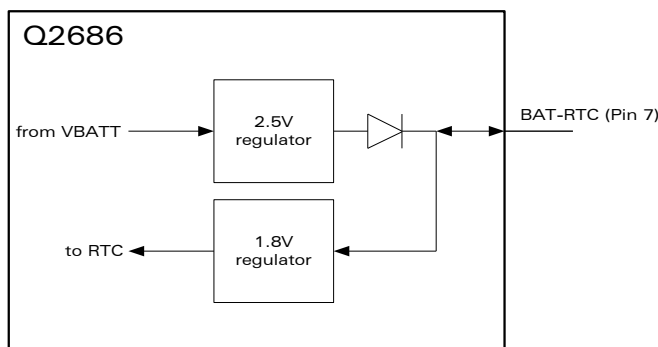 Q2686
2.5V
regulator
from VBATT
BAT-RTC (Pin 7)
1.8V
regulator
to RTC